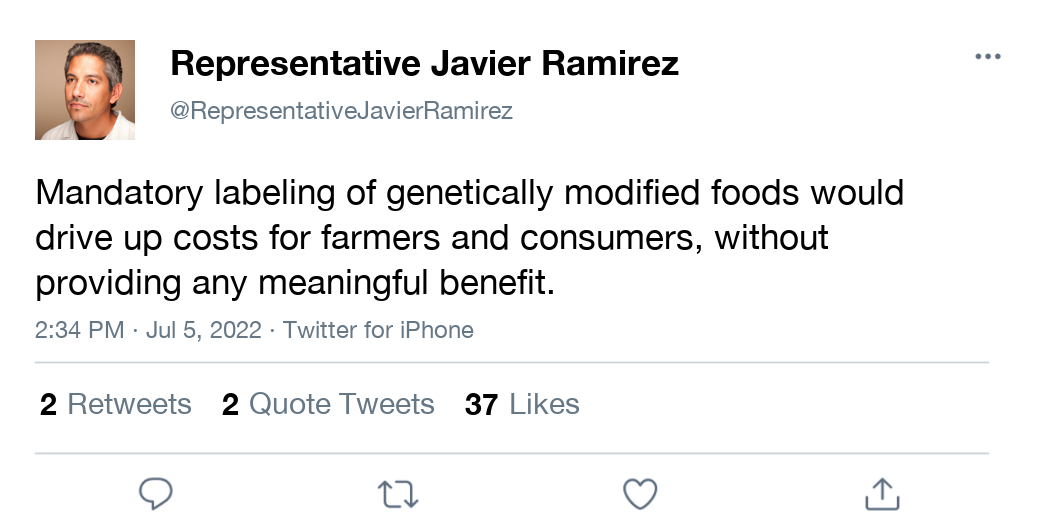 Representative Javier Ramirez
@RepresentativeJavierRamirez
Mandatory labeling of genetically modified foods would
drive up costs for farmers and consumers, without
providing any meaningful benefit.
2:34 PM · Jul 5, 2022 · Twitter for iPhone
2 Retweets 2 Quote Tweets 37 Likes